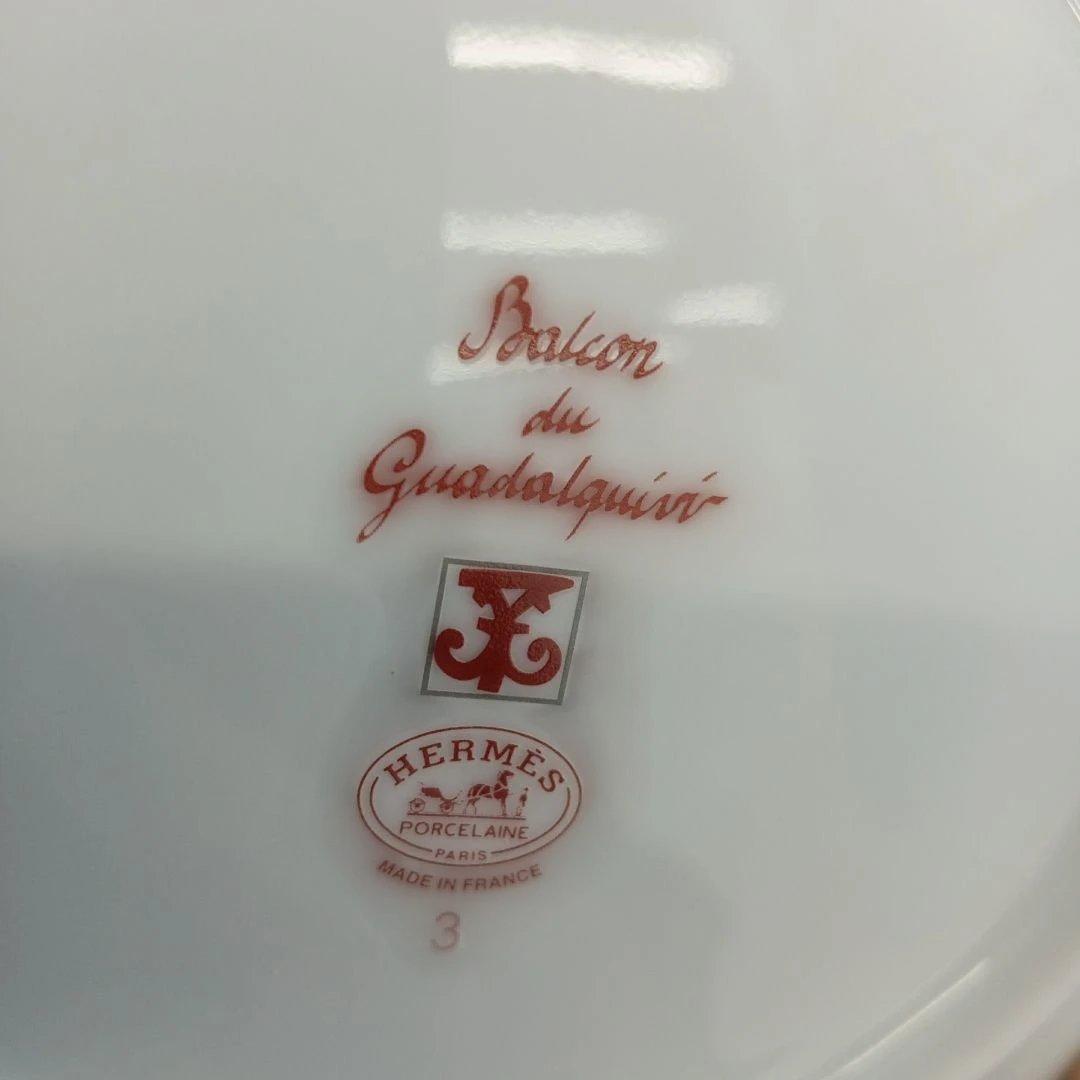 Balcon
du
Guadalquivir
HERMÈS
PORCELAINE
PARIS
MADE IN FRANCE
3